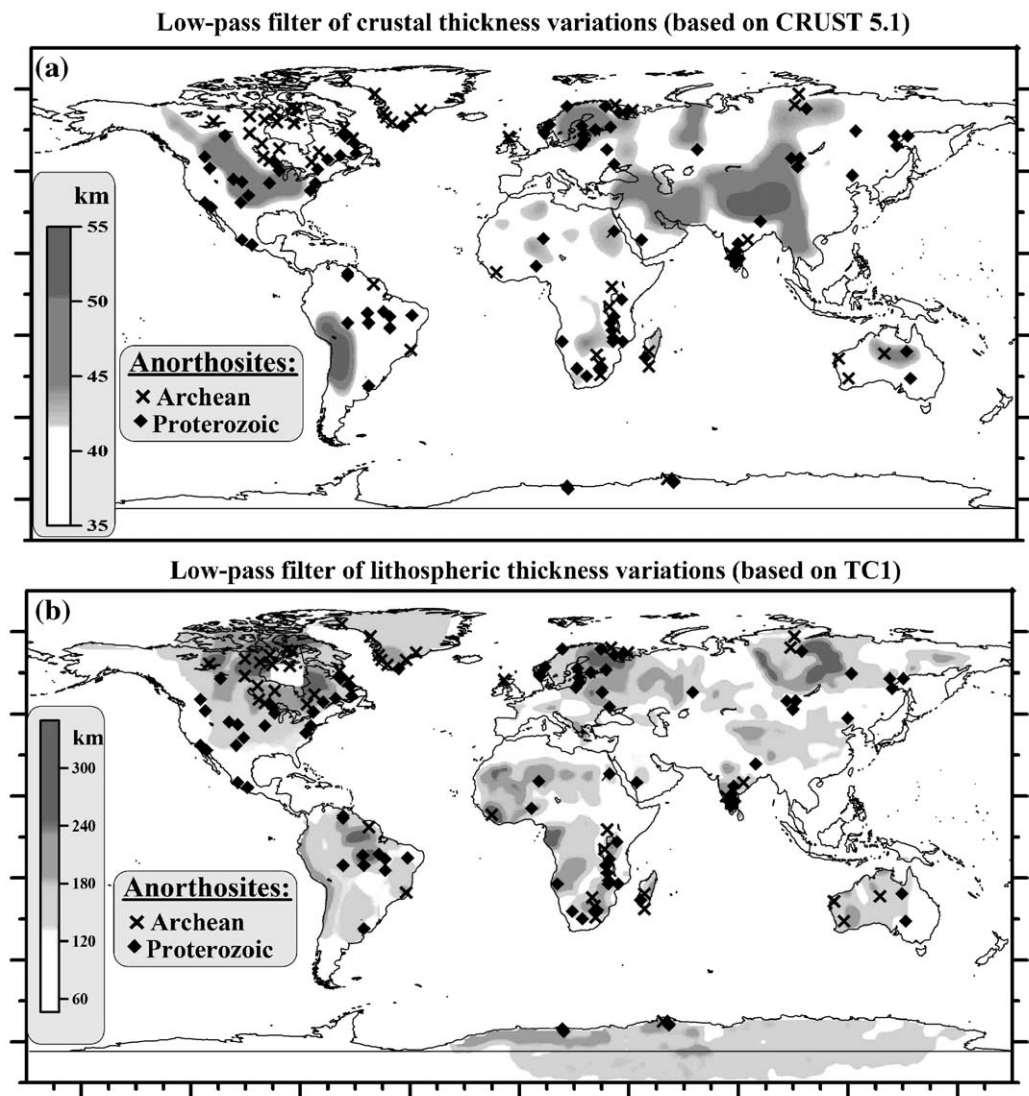 Low-pass filter of crustal thickness variations (based on CRUST 5.1)
(a)
km
55
50
45
40
35
Anorthosites:
Archean
Proterozoic
Low-pass filter of lithospheric thickness variations (based on TC1)
(b)
km
300
240
180
120
60
Anorthosites:
Archean
Proterozoic